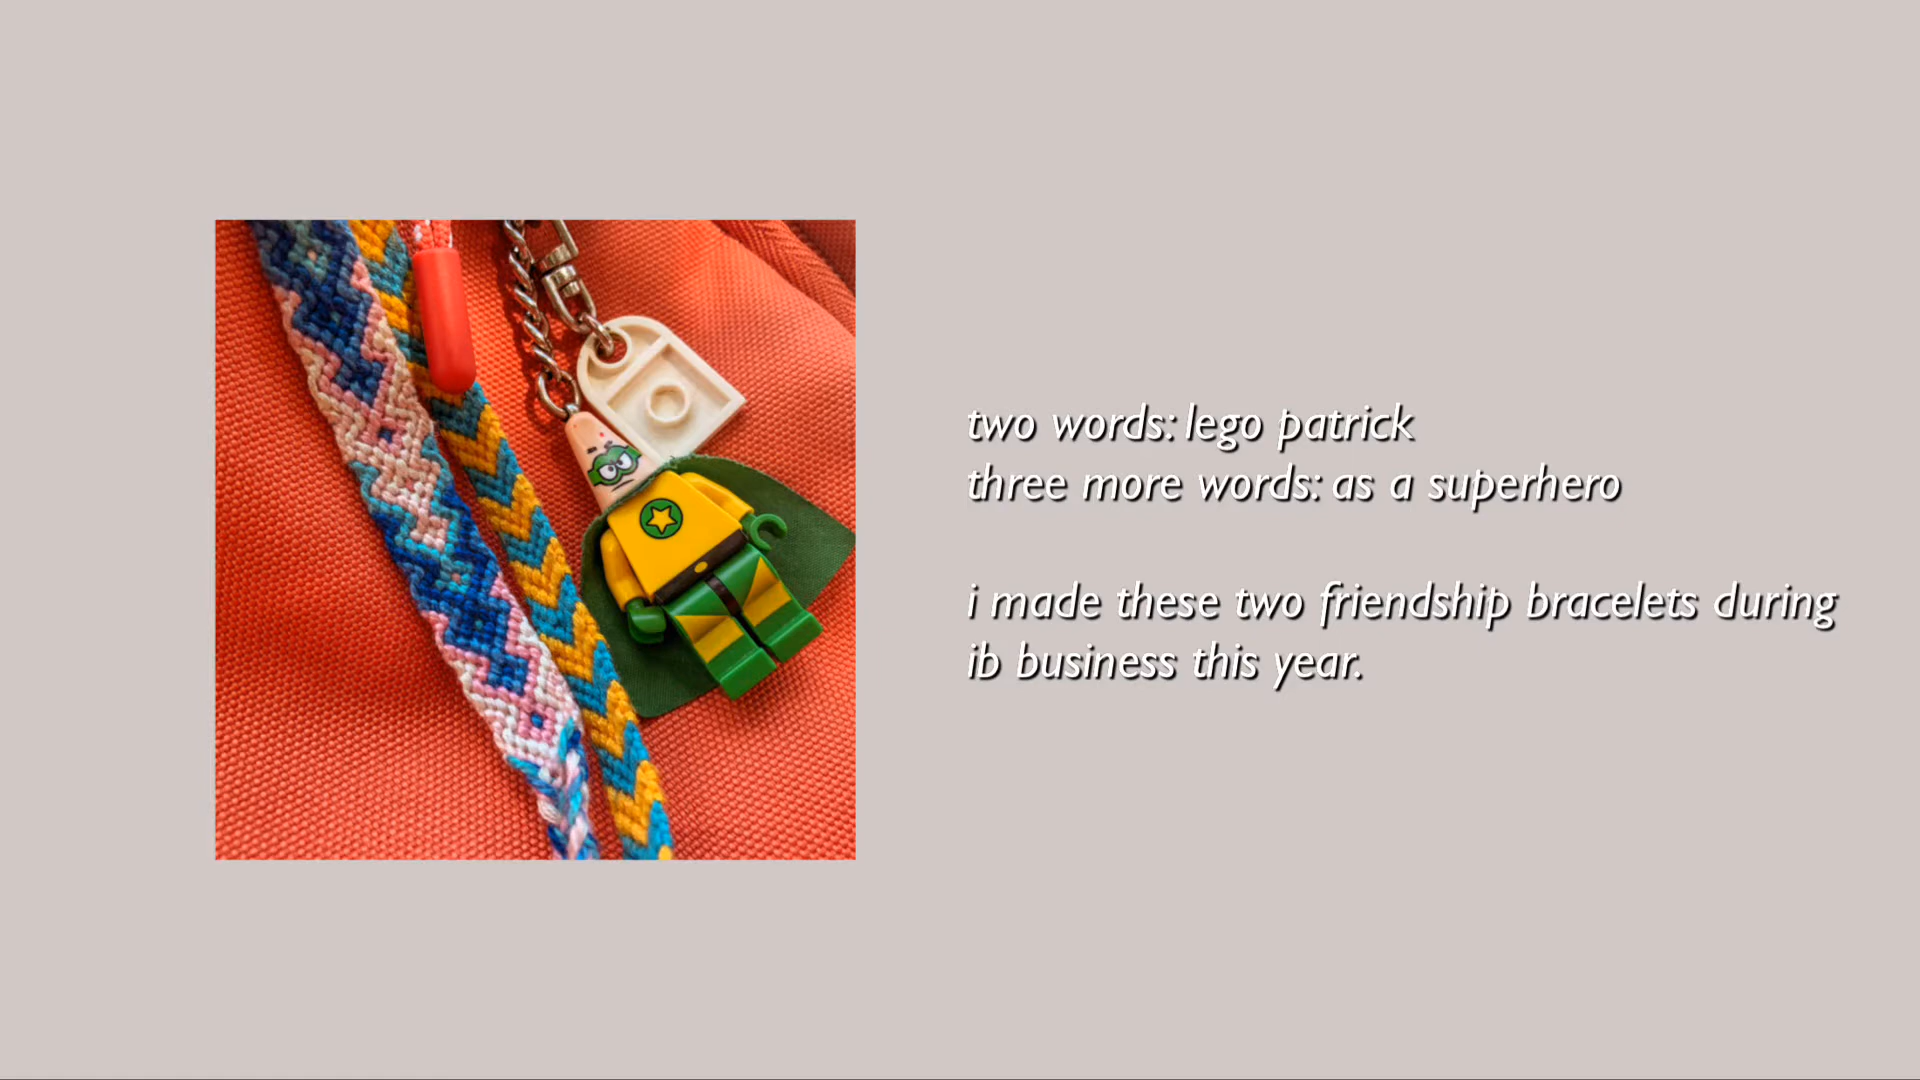 two words: lego patrick
three more words: as a superhero
i made these two friendship bracelets during
ib business this year.